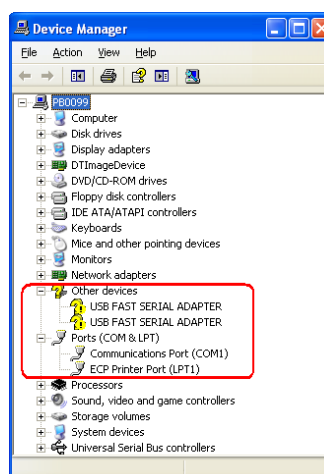 Device Manager
File Action View Help
PB0099
Computer
Disk drives
Display adapters
DTImageDevice
DVD/CD-ROM drives
Floppy disk controllers
IDE ATA/ATAPI controllers
Keyboards
Mice and other pointing devices
Monitors
Network adapters
Other devices
USB FAST SERIAL ADAPTER
USB FAST SERIAL ADAPTER
Ports (COM & LPT)
Communications Port (COM1)
ECP Printer Port (LPT1)
Processors
Sound, video and game controllers
Storage volumes
System devices
Universal Serial Bus controllers